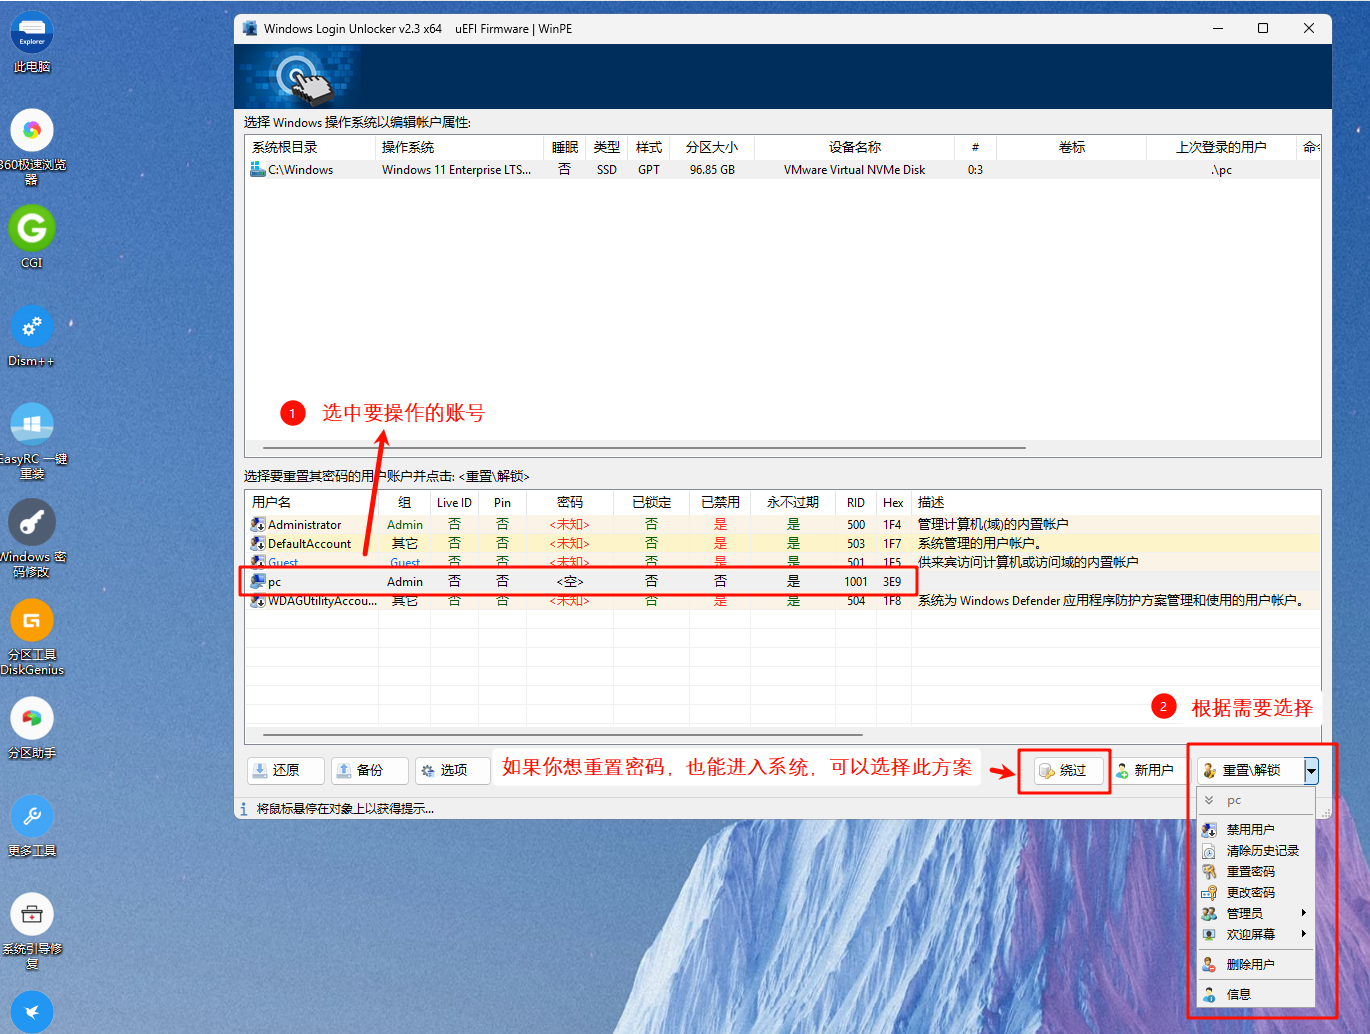 Explorer
此电脑
360极速浏览
器
CGI
Dism++
EasyRC 一键
重装
Windows 密
码修改
分区工具
DiskGenius
分区助手
更多工具
系统引导修
复
Windows Login Unlocker v2.3 x64 uEFI Firmware | WinPE
选择 Windows 操作系统以编辑帐户属性:
系统根目录 操作系统 睡眠 类型 样式 分区大小 设备名称 # 卷标 上次登录的用户 命令
C:\Windows Windows 11 Enterprise LTS... 否 SSD GPT 96.85 GB VMware Virtual NVMe Disk 0:3 .\pc
1 选中要操作的账号
选择要重置其密码的用户账户并点击: <重置\解锁>
用户名 组 Live ID Pin 密码 已锁定 已禁用 永不过期 RID Hex 描述
Administrator Admin 否 否 <未知> 否 是 是 500 1F4 管理计算机(域)的内置帐户
DefaultAccount 其它 否 否 <未知> 否 是 是 503 1F7 系统管理的用户帐户。
Guest Guest 否 否 <未知> 否 是 是 501 1F5 供来宾访问计算机或访问域的内置帐户
pc Admin 否 否 <空> 否 否 是 1001 3E9
WDAGUtilityAccou... 其它 否 否 <未知> 否 是 是 504 1F8 系统为 Windows Defender 应用程序防护方案管理和使用的用户帐户。
2 根据需要选择
还原 备份 选项 如果你想重置密码，也能进入系统，可以选择此方案 绕过 新用户 重置\解锁
将鼠标悬停在对象上以获得提示...
pc
禁用用户
清除历史记录
重置密码
更改密码
管理员
欢迎屏幕
删除用户
信息